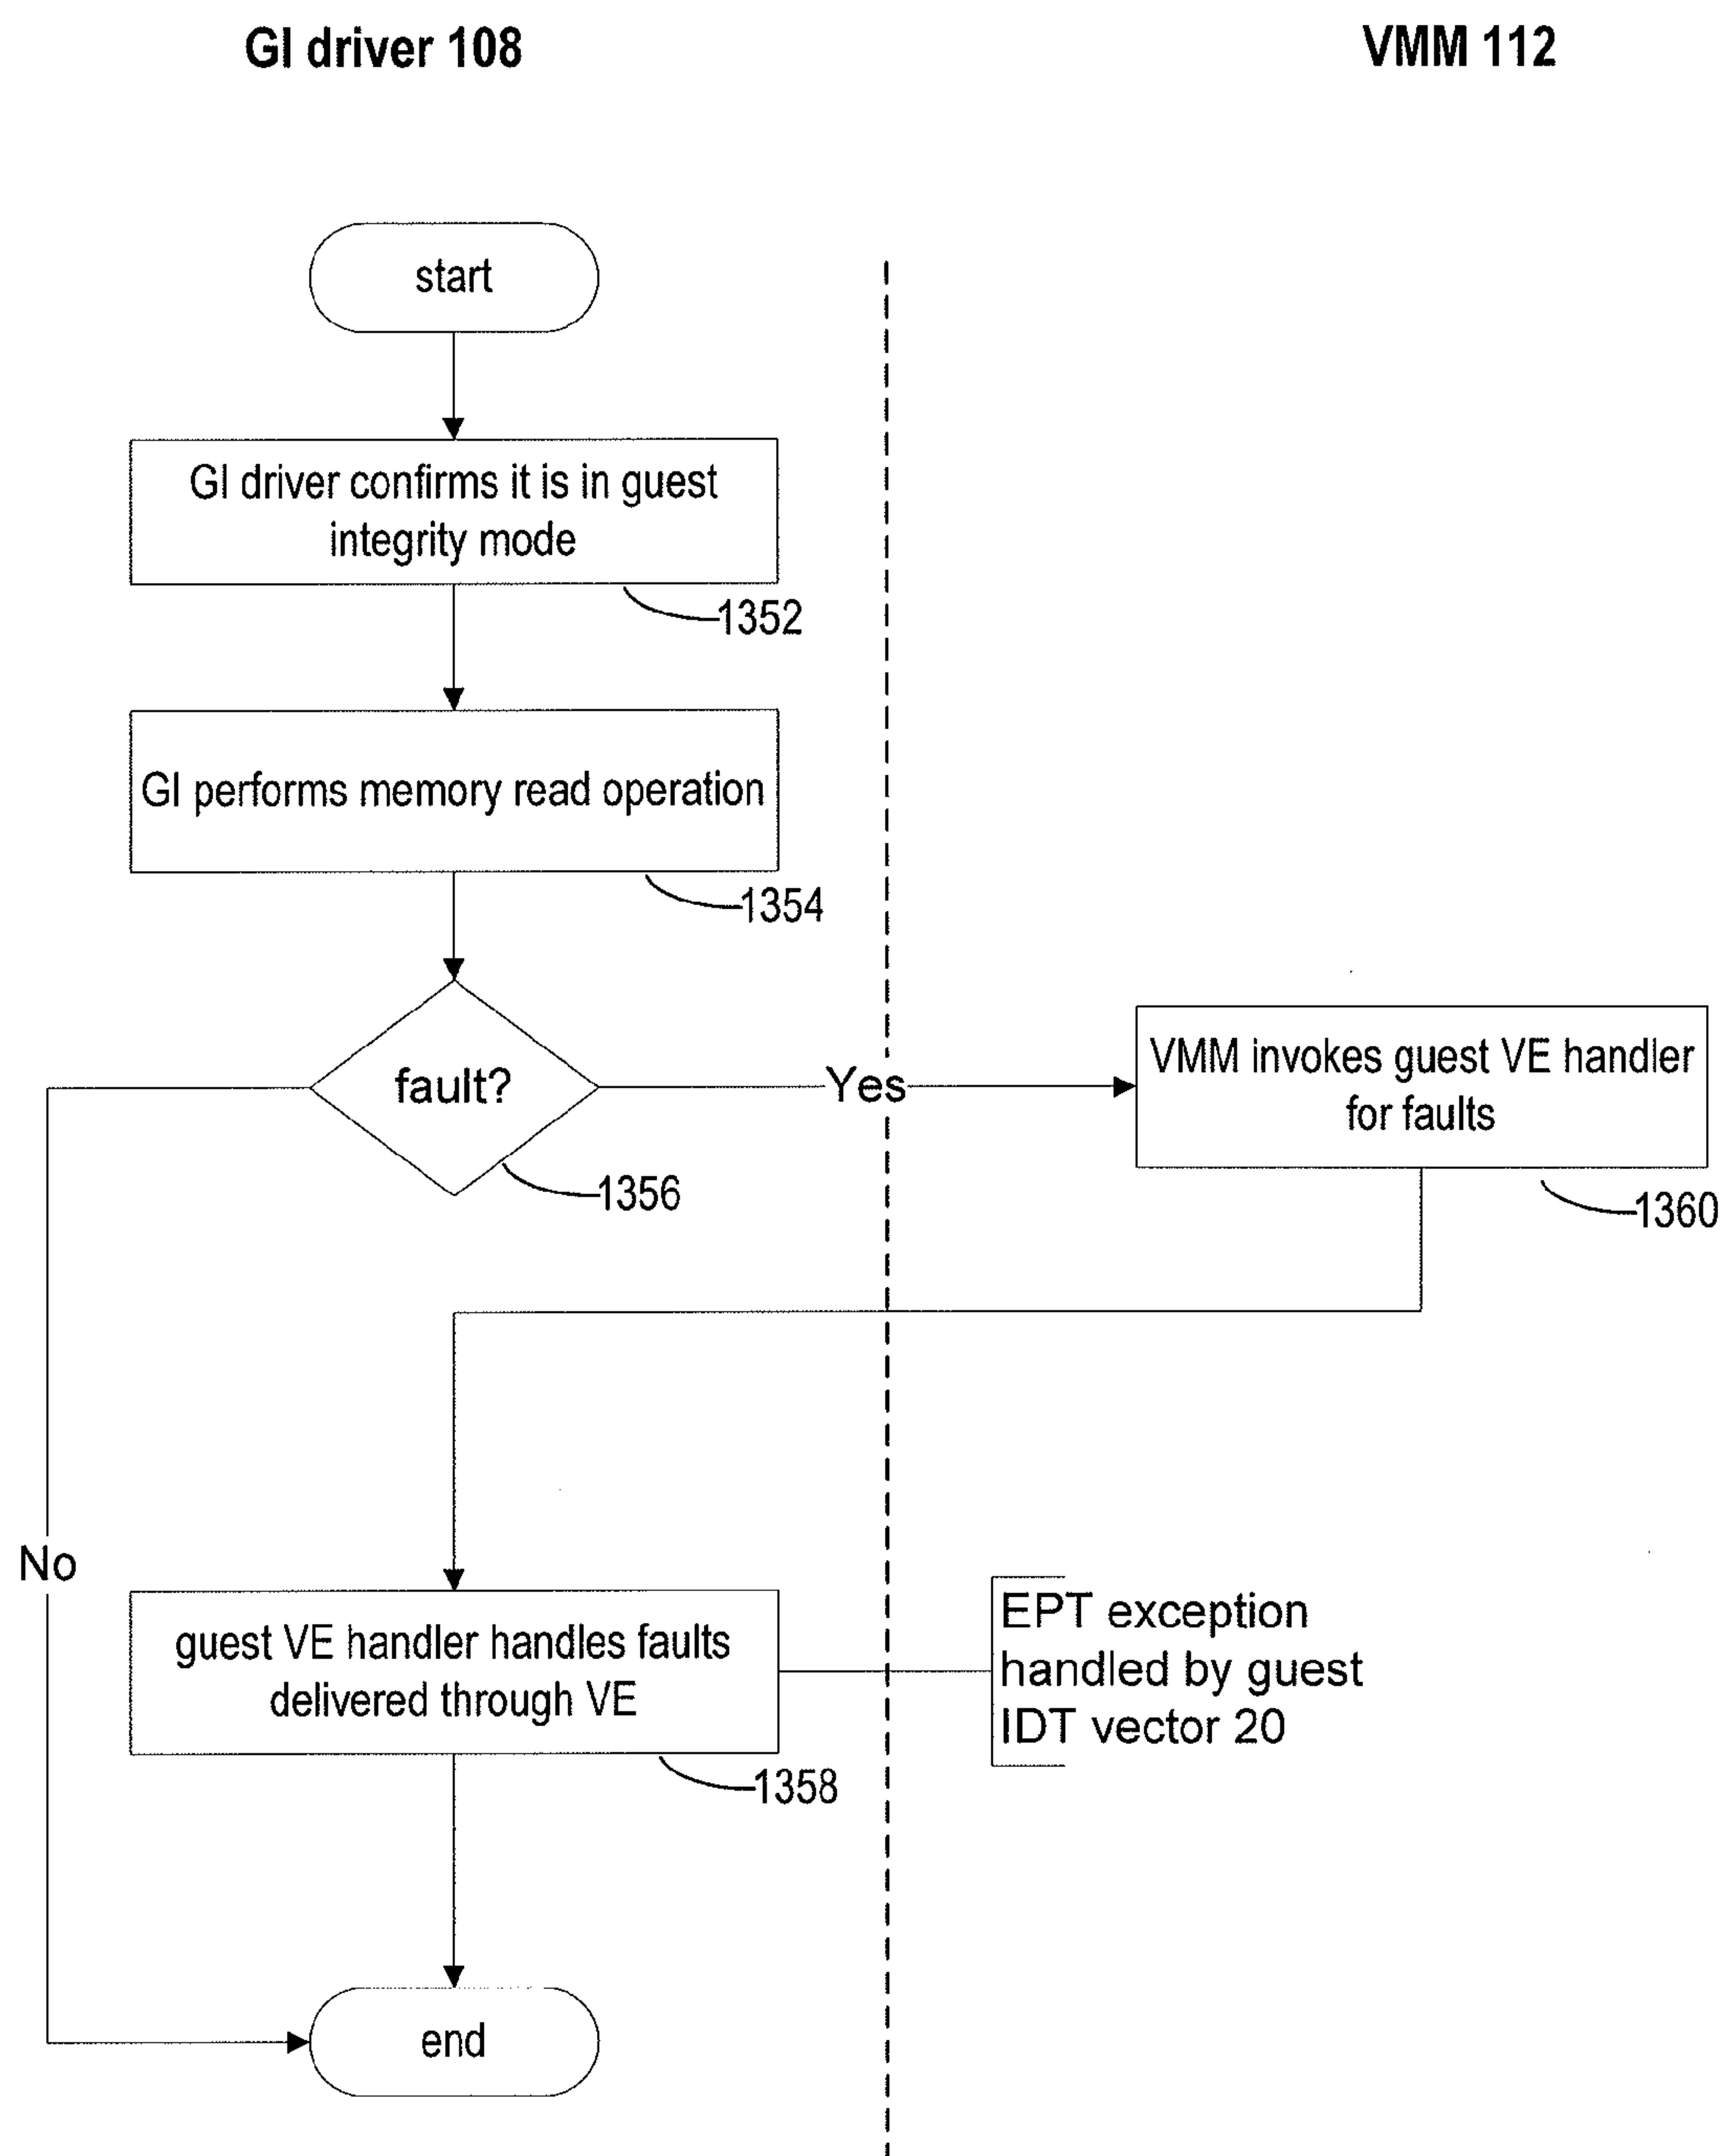 GI driver 108
VMM 112
start
GI driver confirms it is in guest
integrity mode
1352
GI performs memory read operation
1354
fault?
Yes
1356
VMM invokes guest VE handler
for faults
1360
No
guest VE handler handles faults
delivered through VE
1358
EPT exception
handled by guest
IDT vector 20
end